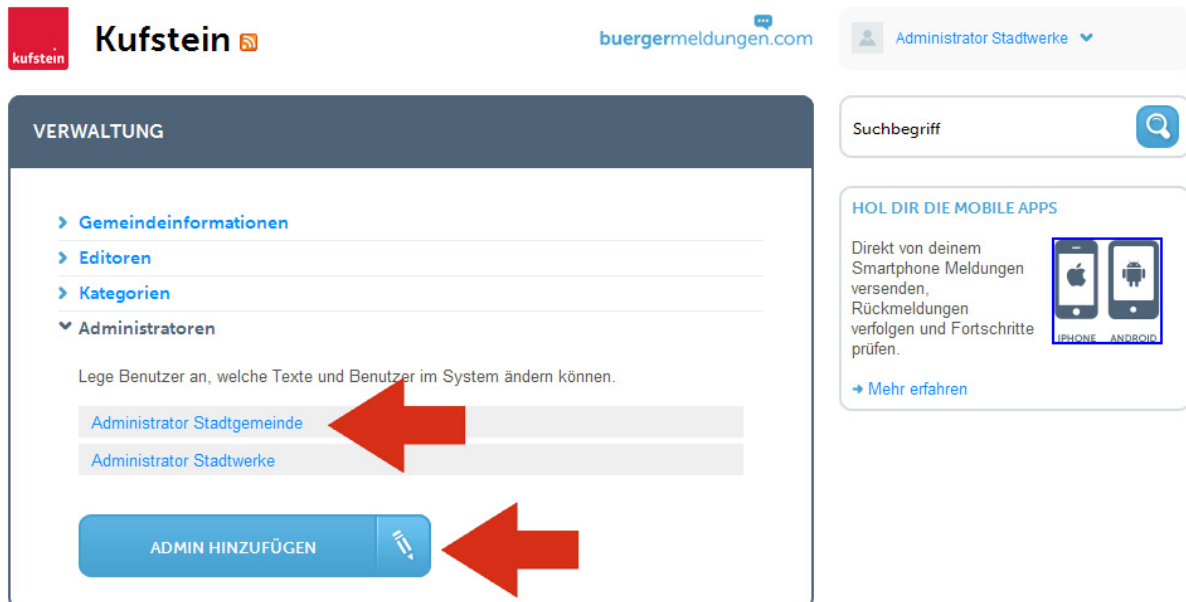 kufstein
Kufstein
buergermeldungen.com
Administrator Stadtwerke
VERWALTUNG
Gemeindeinformationen
Editoren
Kategorien
Administratoren
Lege Benutzer an, welche Texte und Benutzer im System ändern können.
Administrator Stadtgemeinde
Administrator Stadtwerke
ADMIN HINZUFÜGEN
Suchbegriff
HOL DIR DIE MOBILE APPS
Direkt von deinem
Smartphone Meldungen
versenden,
Rückmeldungen
verfolgen und Fortschritte
prüfen.
IPHONE ANDROID
Mehr erfahren